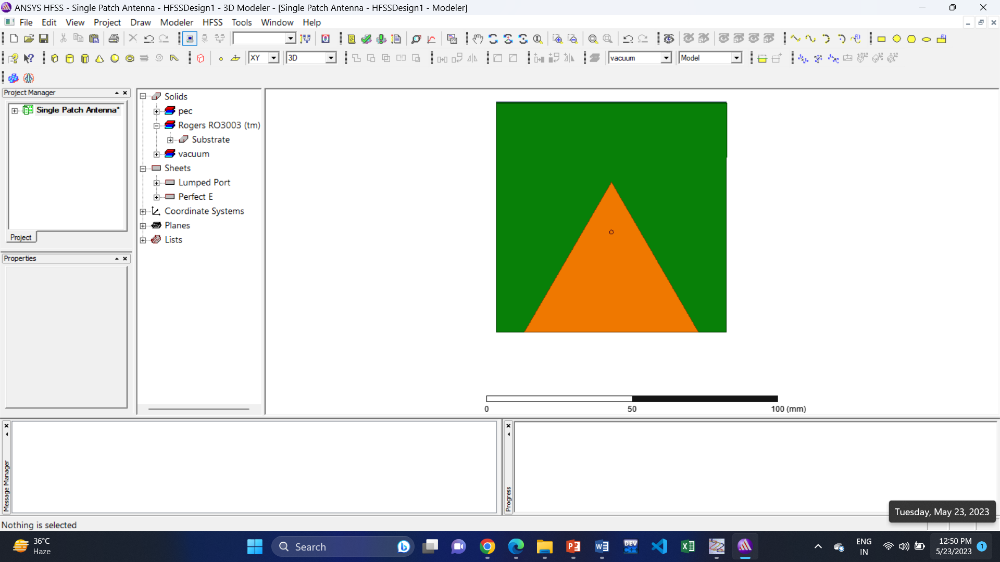 ANSYS HFSS - Single Patch Antenna - HFSSDesign1 - 3D Modeler - [Single Patch Antenna - HFSSDesign1 - Modeler]
File Edit View Project Draw Modeler HFSS Tools Window Help
XY 3D vacuum Model
Project Manager
Single Patch Antenna*
Project
Properties
Solids
pec
Rogers RO3003 (tm)
Substrate
vacuum
Sheets
Lumped Port
Perfect E
Coordinate Systems
Planes
Lists
0 50 100 (mm)
Message Manager
Progress
Tuesday, May 23, 2023
Nothing is selected
36°C
Haze
Search
DEV
ENG
IN
12:50 PM
5/23/2023
1